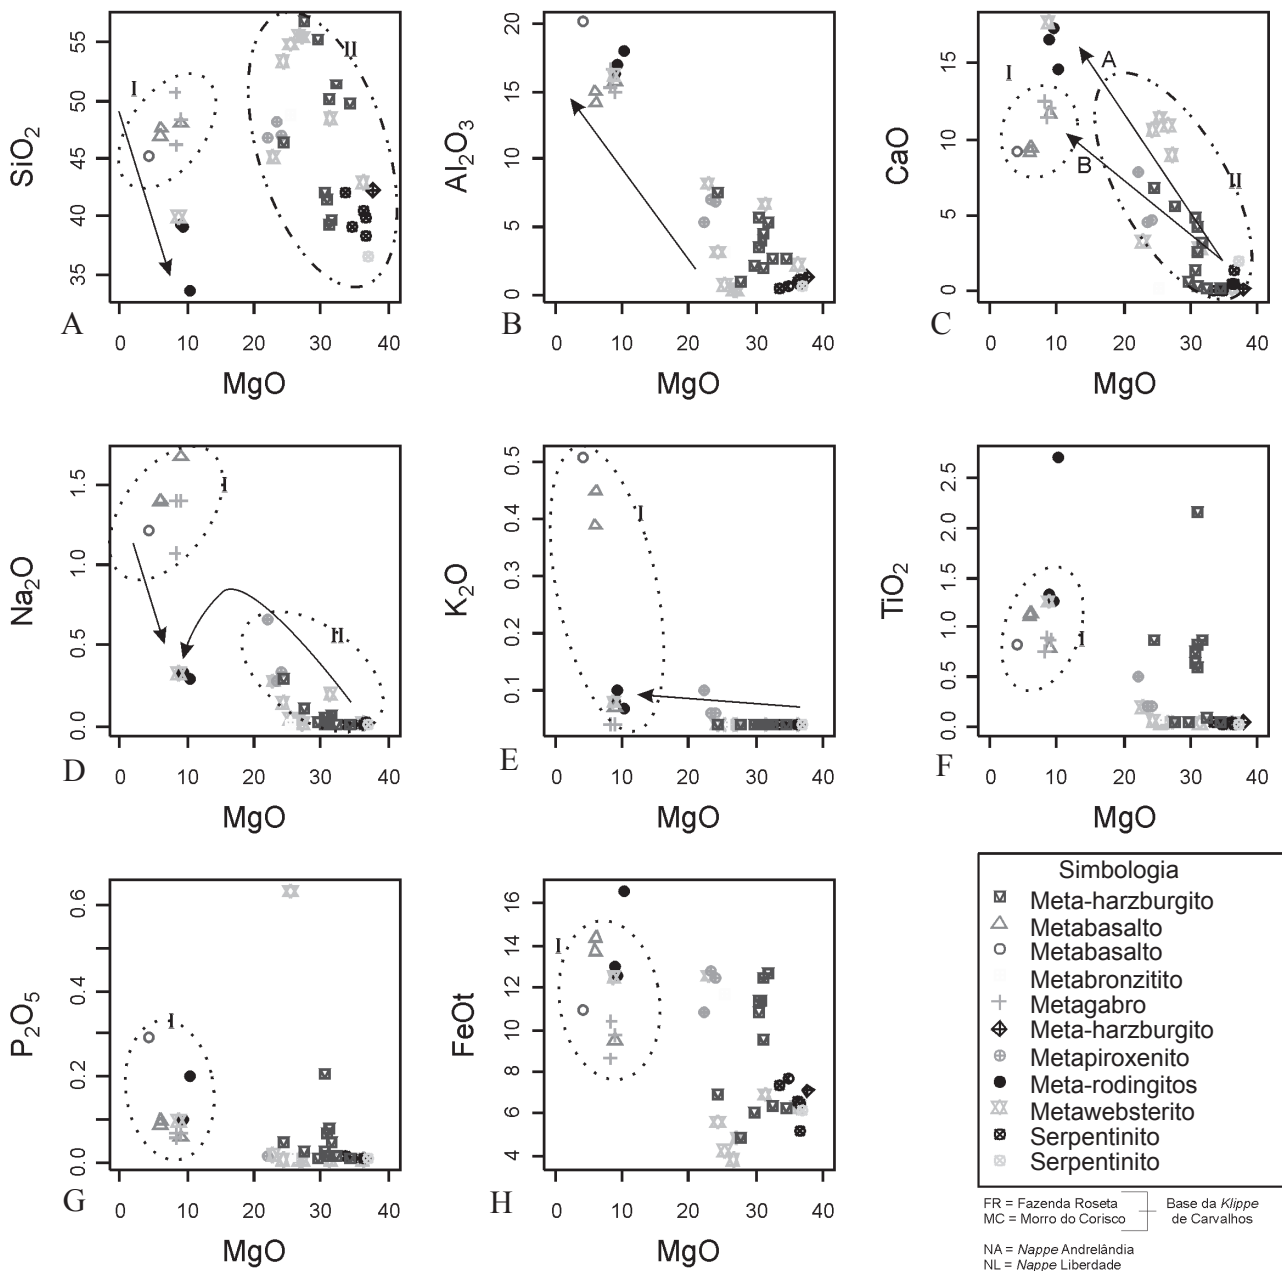 SiO2
55
50
45
40
35
I
II
A
0 10 20 30 40
MgO
Al2O3
20
15
10
5
0
B
0 10 20 30 40
MgO
CaO
15
10
5
0
I
A
B
II
C
0 10 20 30 40
MgO
Na2O
1.5
1.0
0.5
0.0
I
II
D
0 10 20 30 40
MgO
K2O
0.5
0.4
0.3
0.2
0.1
I
E
0 10 20 30 40
MgO
TiO2
2.5
2.0
1.5
1.0
0.5
0.0
I
F
0 10 20 30 40
MgO
P2O5
0.6
0.4
0.2
0.0
I
G
0 10 20 30 40
MgO
FeOt
16
14
12
10
8
6
4
I
H
0 10 20 30 40
MgO
Simbologia
Meta-harzburgito
Metabasalto
Metabasalto
Metabronzitito
Metagabro
Meta-harzburgito
Metapiroxenito
Meta-rodingitos
Metawebsterito
Serpentinito
Serpentinito
FR = Fazenda Roseta
MC = Morro do Corisco
Base da Klippe
de Carvalhos
NA = Nappe Andrelândia
NL = Nappe Liberdade